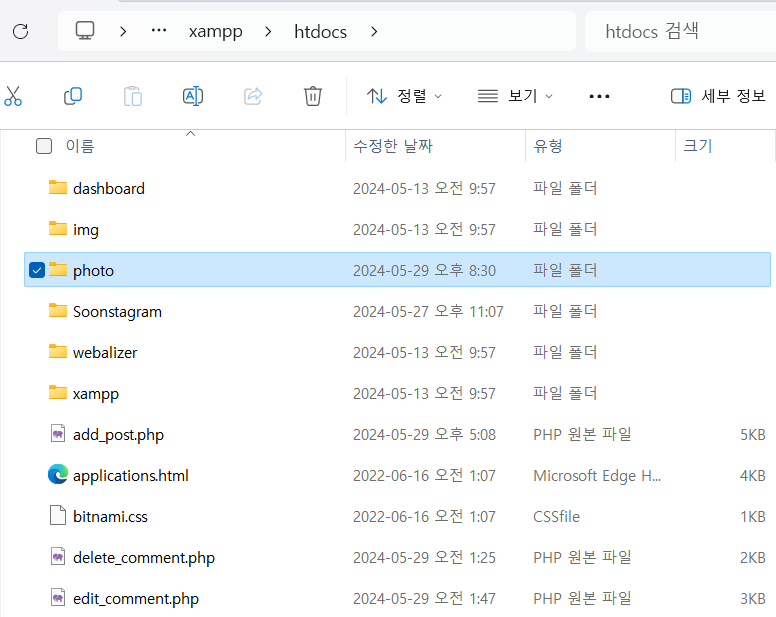 xampp > htdocs >
htdocs 검색
정렬
보기
세부 정보
이름 수정한 날짜 유형 크기
dashboard 2024-05-13 오전 9:57 파일 폴더
img 2024-05-13 오전 9:57 파일 폴더
photo 2024-05-29 오후 8:30 파일 폴더
Soonstagram 2024-05-27 오후 11:07 파일 폴더
webalizer 2024-05-13 오전 9:57 파일 폴더
xampp 2024-05-13 오전 9:57 파일 폴더
add_post.php 2024-05-29 오후 5:08 PHP 원본 파일 5KB
applications.html 2022-06-16 오전 1:07 Microsoft Edge H... 4KB
bitnami.css 2022-06-16 오전 1:07 CSSfile 1KB
delete_comment.php 2024-05-29 오전 1:25 PHP 원본 파일 2KB
edit_comment.php 2024-05-29 오전 1:47 PHP 원본 파일 3KB